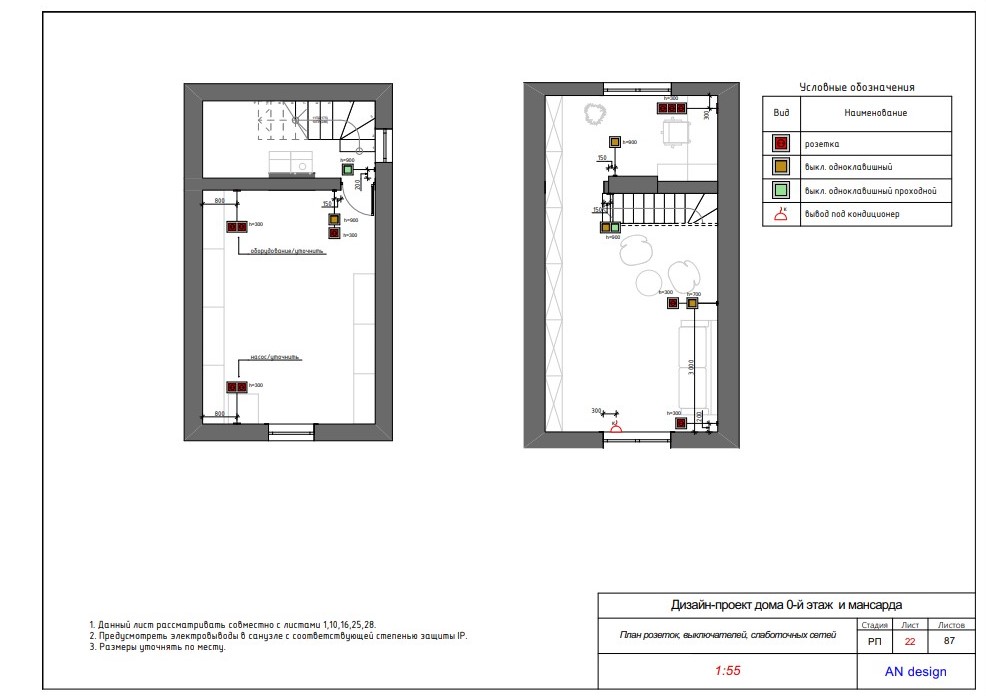 Условные обозначения
Вид Наименование
розетка
выкл. одноклавишный
выкл. одноклавишный проходной
к вывод под кондиционер
h=900
200
800
150
h=300
h=900
h=300
оборудование/уточнить
насос/уточнить
h=300
800
h=300
300
h=900
150
150
h=900
h=300
h=700
3 000
300
h=300
200
к
1. Данный лист рассматривать совместно с листами 1,10,16,25,28.
2. Предусмотреть электровыводы в санузле с соответствующей степенью защиты IP.
3. Размеры уточнять по месту.
Дизайн-проект дома 0-й этаж и мансарда
План розеток, выключателей, слаботочных сетей
Стадия Лист Листов
РП 22 87
1:55
AN design